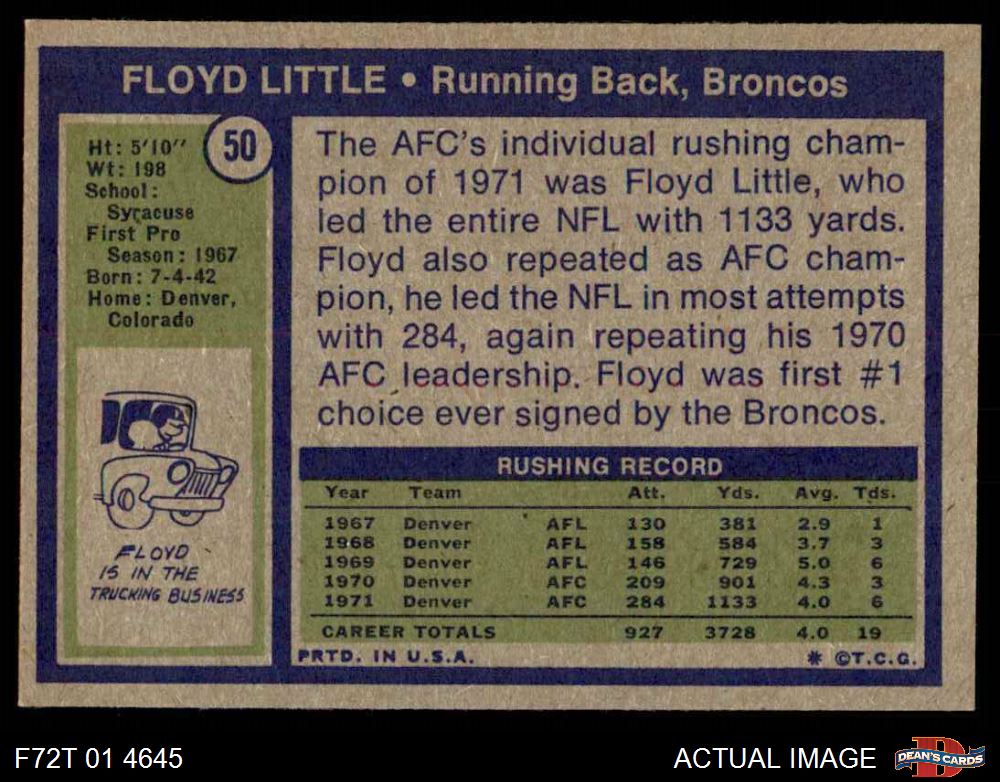 FLOYD LITTLE • Running Back, Broncos
50
Ht: 5'10"
Wt: 198
School:
Syracuse
First Pro
Season: 1967
Born: 7-4-42
Home: Denver,
Colorado
FLOYD
IS IN THE
TRUCKING BUSINESS
The AFC's individual rushing cham-
pion of 1971 was Floyd Little, who
led the entire NFL with 1133 yards.
Floyd also repeated as AFC cham-
pion, he led the NFL in most attempts
with 284, again repeating his 1970
AFC leadership. Floyd was first #1
choice ever signed by the Broncos.
RUSHING RECORD
Year Team Att. Yds. Avg. Tds.
1967 Denver AFL 130 381 2.9 1
1968 Denver AFL 158 584 3.7 3
1969 Denver AFL 146 729 5.0 6
1970 Denver AFC 209 901 4.3 3
1971 Denver AFC 284 1133 4.0 6
CAREER TOTALS 927 3728 4.0 19
PRTD. IN U.S.A. * ©T.C.G.
F72T 01 4645 ACTUAL IMAGE
D
DEAN'S CARDS